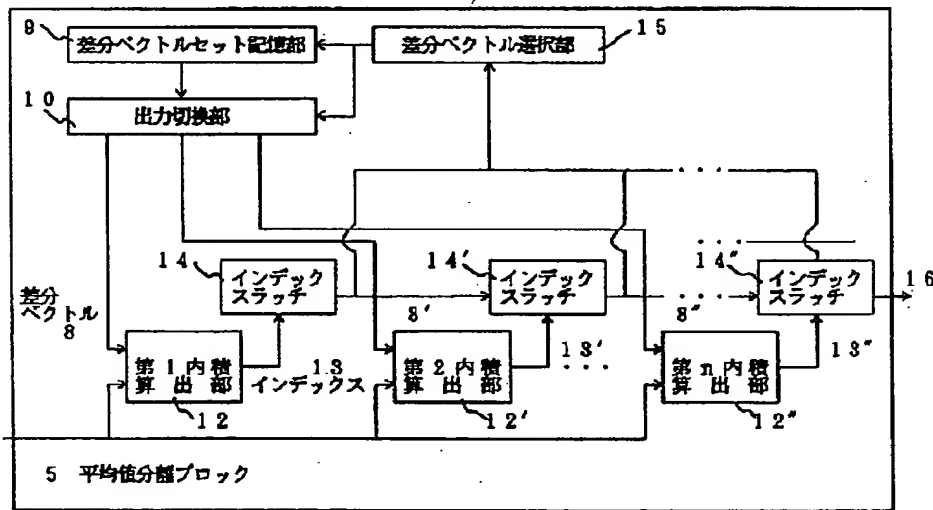 9
差分ベクトルセット記憶部
差分ベクトル選択部
15
10
出力切換部
14
インデック
スラッチ
14′
インデック
スラッチ
14″
インデック
スラッチ
16
差分
ベクトル
8
8′
8″
第1内積
算出部
13
インデックス
第2内積
算出部
13′
第n内積
算出部
13″
12
12′
12″
5 平均値分離ブロック